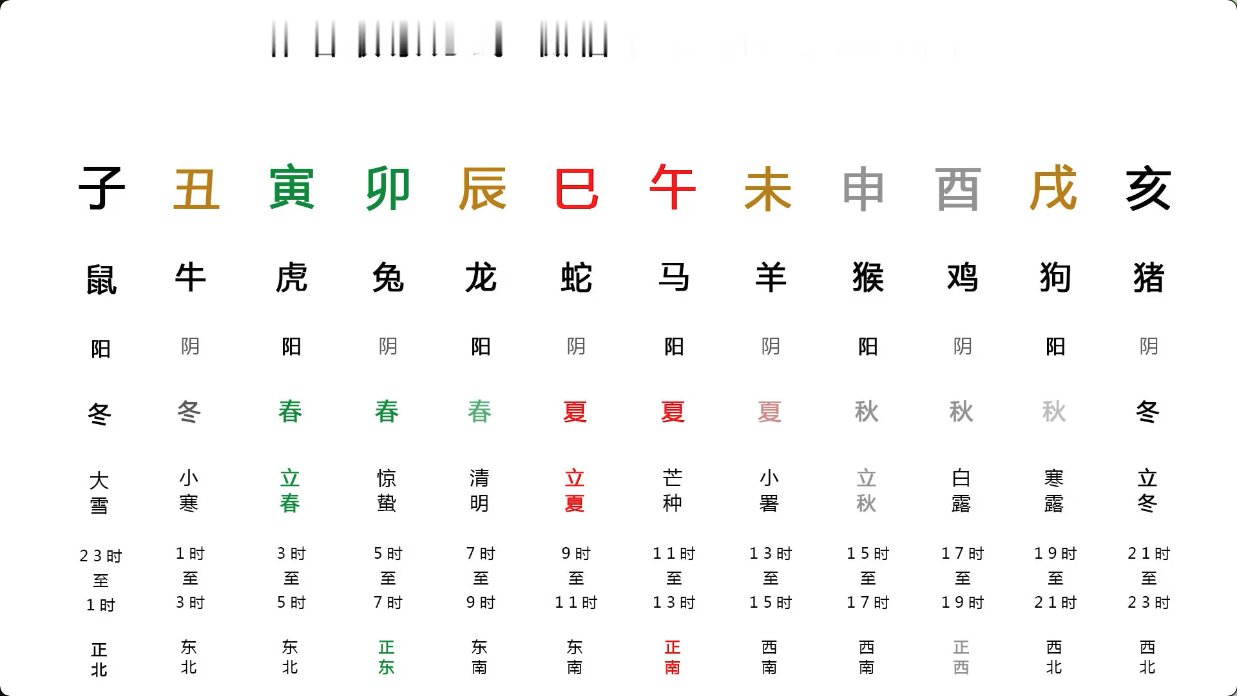 子 丑 寅 卯 辰 巳 午 未 申 酉 戌 亥
鼠 牛 虎 兔 龙 蛇 马 羊 猴 鸡 狗 猪
阳 阴 阳 阴 阳 阴 阳 阴 阳 阴 阳 阴
冬 冬 春 春 春 夏 夏 夏 秋 秋 秋 冬
大雪 小寒 立春 惊蛰 清明 立夏 芒种 小署 立秋 白露 寒露 立冬
23时至1时 1时至3时 3时至5时 5时至7时 7时至9时 9时至11时 11时至13时 13时至15时 15时至17时 17时至19时 19时至21时 21时至23时
正北 东北 东北 正东 东南 东南 正南 西南 西南 正西 西北 西北